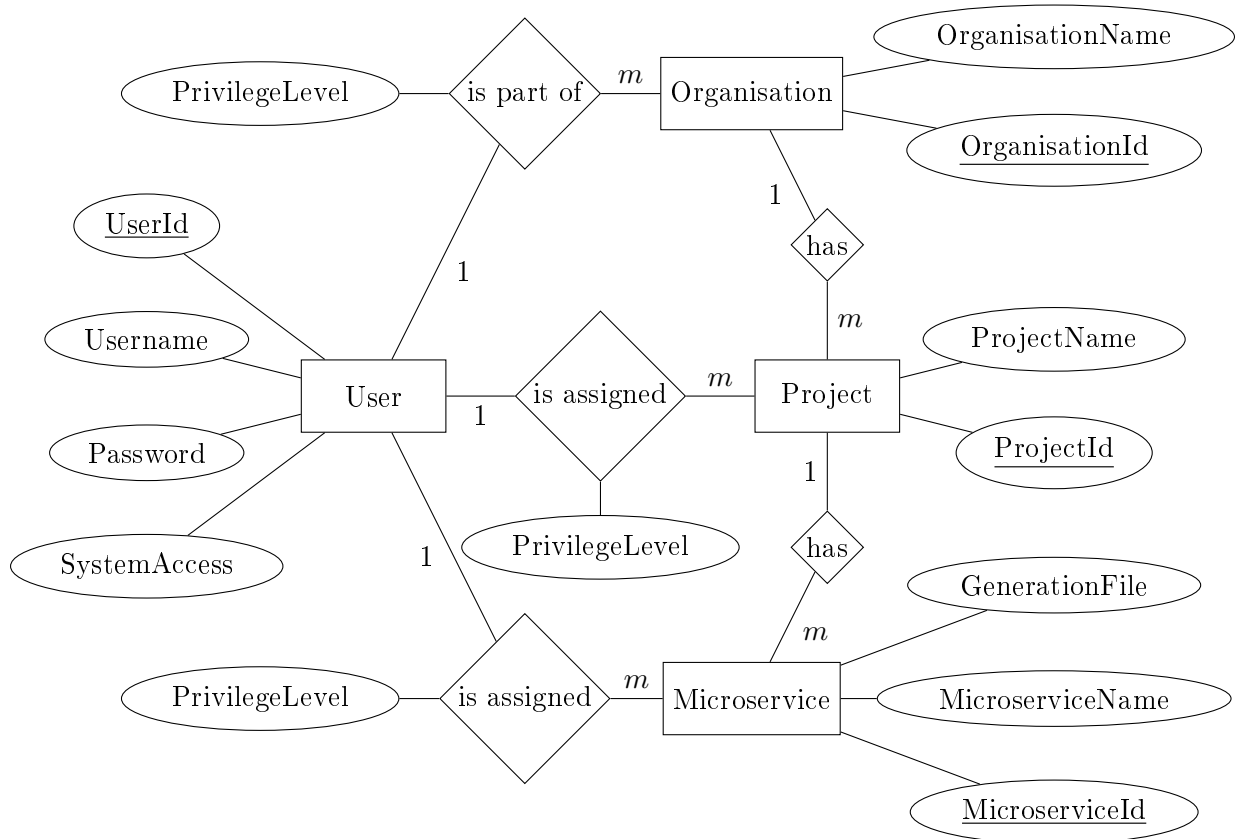 OrganisationName
PrivilegeLevel
is part of
m
Organisation
OrganisationId
1
UserId
has
1
m
Username
ProjectName
User
1
is assigned
m
Project
Password
ProjectId
1
1
PrivilegeLevel
has
SystemAccess
GenerationFile
m
PrivilegeLevel
is assigned
m
Microservice
MicroserviceName
MicroserviceId